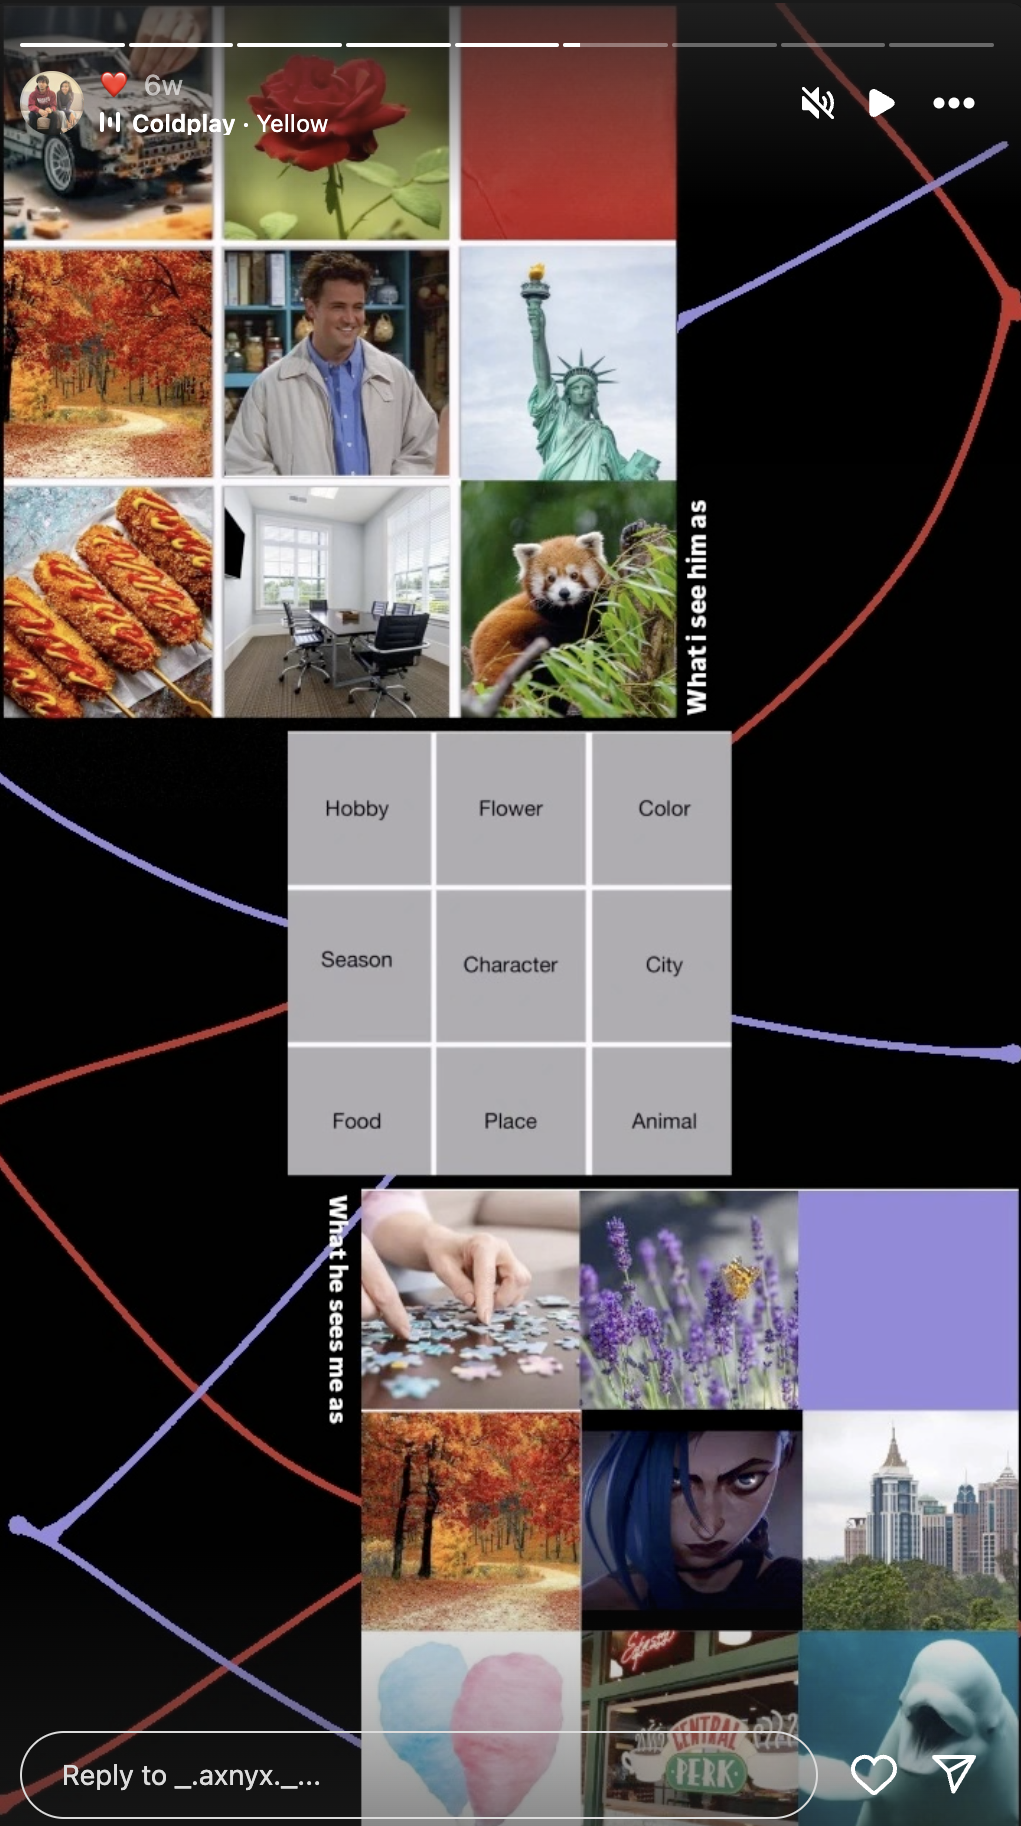 ❤️ 6w
Coldplay · Yellow
What i see him as
Hobby
Flower
Color
Season
Character
City
Food
Place
Animal
What he sees me as
Espresso
CENTRAL
PERK
Reply to _.axnyx._...